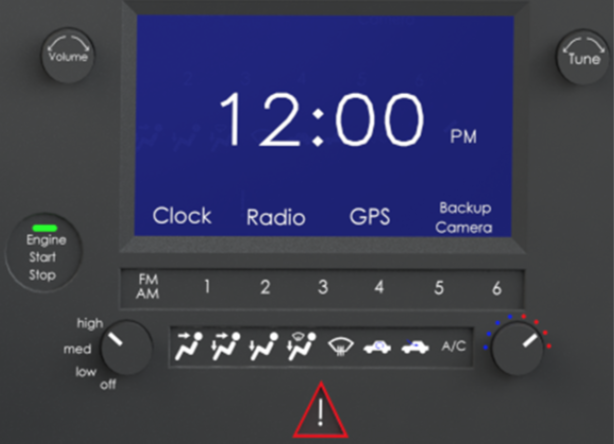 Volume
Tune
12:00 PM
Clock
Radio
GPS
Backup
Camera
Engine
Start
Stop
FM
AM
1
2
3
4
5
6
high
med
low
off
A/C
!